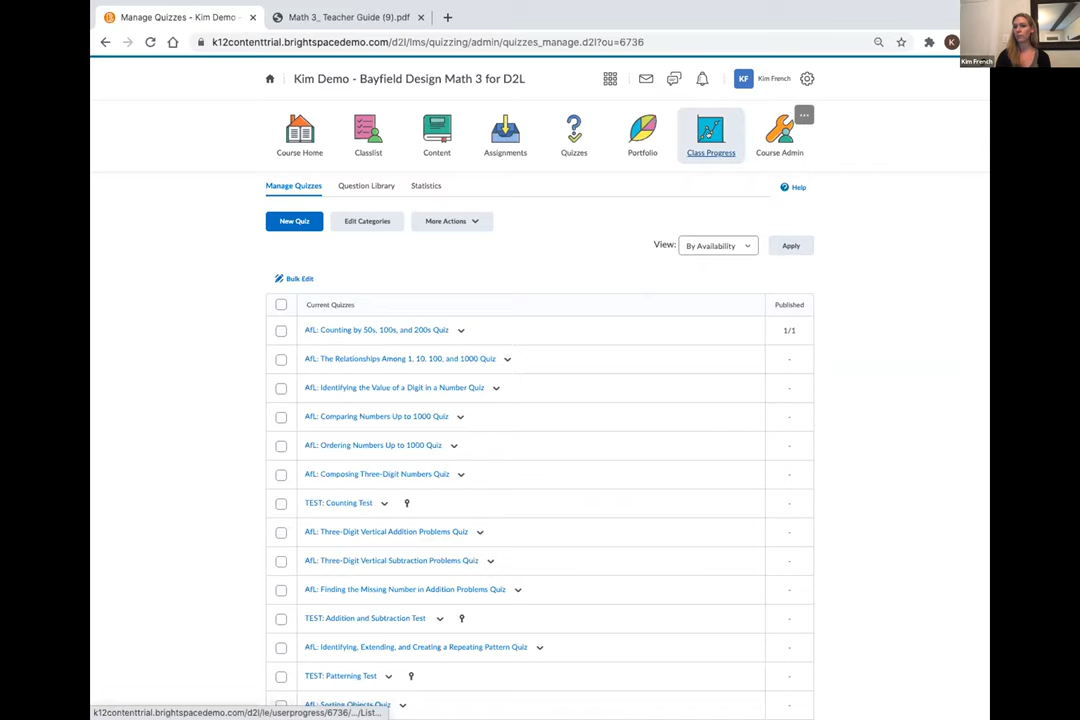 Manage Quizzes - Kim Demo -
Math 3_ Teacher Guide (9).pdf
k12contenttrial.brightspacedemo.com/d2l/lms/quizzing/admin/quizzes_manage.d2l?ou=6736
K
Kim French
Kim Demo - Bayfield Design Math 3 for D2L
KF
Kim French
Course Home
Classlist
Content
Assignments
Quizzes
Portfolio
Class Progress
Course Admin
Manage Quizzes
Question Library
Statistics
Help
New Quiz
Edit Categories
More Actions
View:
By Availability
Apply
Bulk Edit
Current Quizzes
Published
AfL: Counting by 50s, 100s, and 200s Quiz
1/1
AfL: The Relationships Among 1, 10, 100, and 1000 Quiz
-
AfL: Identifying the Value of a Digit in a Number Quiz
-
AfL: Comparing Numbers Up to 1000 Quiz
-
AfL: Ordering Numbers Up to 1000 Quiz
-
AfL: Composing Three-Digit Numbers Quiz
-
TEST: Counting Test
-
AfL: Three-Digit Vertical Addition Problems Quiz
-
AfL: Three-Digit Vertical Subtraction Problems Quiz
-
AfL: Finding the Missing Number in Addition Problems Quiz
-
TEST: Addition and Subtraction Test
-
AfL: Identifying, Extending, and Creating a Repeating Pattern Quiz
-
TEST: Patterning Test
-
AfL: Sorting Objects Quiz
k12contenttrial.brightspacedemo.com/d2l/le/userprogress/6736/.../List...